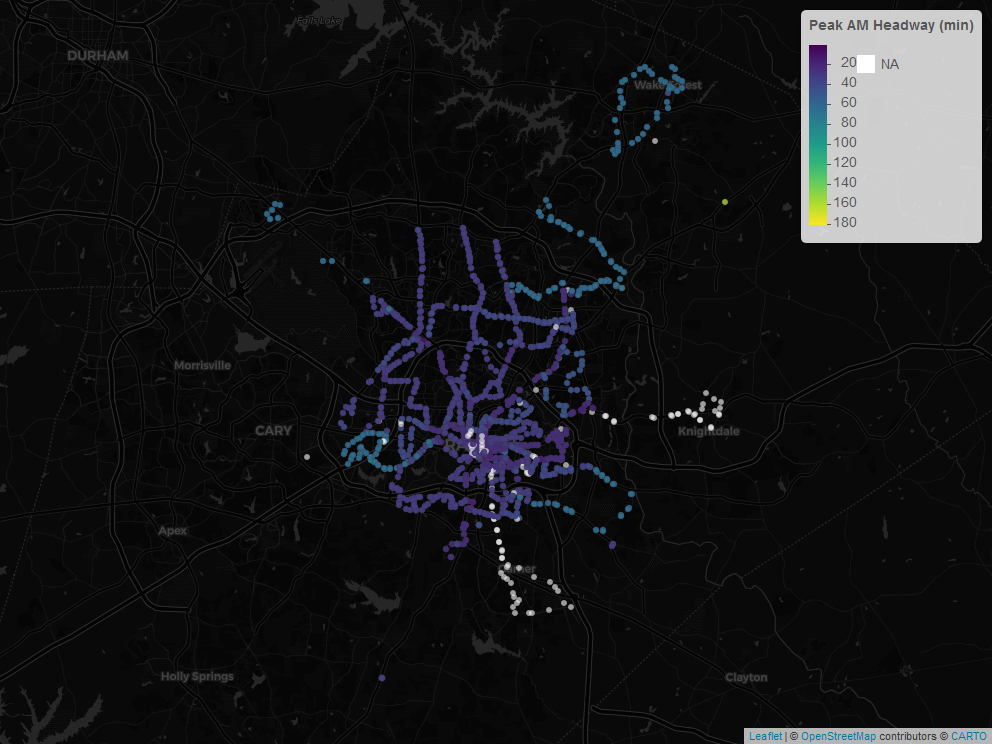 Falls Lake
DURHAM
Wake Forest
Peak AM Headway (min)
20
NA
40
60
80
100
120
140
160
180
Morrisville
CARY
Knightdale
Apex
Garner
Holly Springs
Clayton
Leaflet | © OpenStreetMap contributors © CARTO